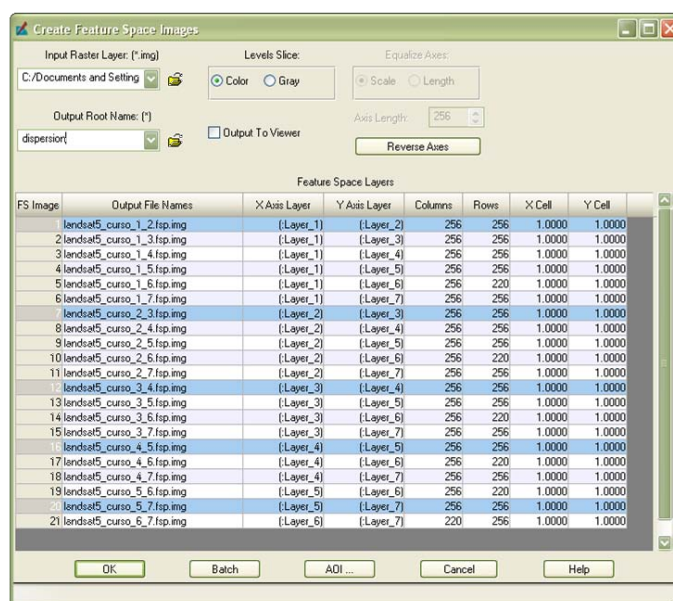 Create Feature Space Images
Input Raster Layer: (*.img)
Levels Slice:
Equalize Axes:
C:/Documents and Setting
Color
Gray
Scale
Length
Output Root Name: (*)
Axis Length:
256
dispersion
Output To Viewer
Reverse Axes
Feature Space Layers
FS Image Output File Names X Axis Layer Y Axis Layer Columns Rows X Cell Y Cell
1 landsat5_curso_1_2.fsp.img (:Layer_1) (:Layer_2) 256 256 1.0000 1.0000
2 landsat5_curso_1_3.fsp.img (:Layer_1) (:Layer_3) 256 256 1.0000 1.0000
3 landsat5_curso_1_4.fsp.img (:Layer_1) (:Layer_4) 256 256 1.0000 1.0000
4 landsat5_curso_1_5.fsp.img (:Layer_1) (:Layer_5) 256 256 1.0000 1.0000
5 landsat5_curso_1_6.fsp.img (:Layer_1) (:Layer_6) 256 220 1.0000 1.0000
6 landsat5_curso_1_7.fsp.img (:Layer_1) (:Layer_7) 256 256 1.0000 1.0000
7 landsat5_curso_2_3.fsp.img (:Layer_2) (:Layer_3) 256 256 1.0000 1.0000
8 landsat5_curso_2_4.fsp.img (:Layer_2) (:Layer_4) 256 256 1.0000 1.0000
9 landsat5_curso_2_5.fsp.img (:Layer_2) (:Layer_5) 256 256 1.0000 1.0000
10 landsat5_curso_2_6.fsp.img (:Layer_2) (:Layer_6) 256 220 1.0000 1.0000
11 landsat5_curso_2_7.fsp.img (:Layer_2) (:Layer_7) 256 256 1.0000 1.0000
12 landsat5_curso_3_4.fsp.img (:Layer_3) (:Layer_4) 256 256 1.0000 1.0000
13 landsat5_curso_3_5.fsp.img (:Layer_3) (:Layer_5) 256 256 1.0000 1.0000
14 landsat5_curso_3_6.fsp.img (:Layer_3) (:Layer_6) 256 220 1.0000 1.0000
15 landsat5_curso_3_7.fsp.img (:Layer_3) (:Layer_7) 256 256 1.0000 1.0000
16 landsat5_curso_4_5.fsp.img (:Layer_4) (:Layer_5) 256 256 1.0000 1.0000
17 landsat5_curso_4_6.fsp.img (:Layer_4) (:Layer_6) 256 220 1.0000 1.0000
18 landsat5_curso_4_7.fsp.img (:Layer_4) (:Layer_7) 256 256 1.0000 1.0000
19 landsat5_curso_5_6.fsp.img (:Layer_5) (:Layer_6) 256 220 1.0000 1.0000
20 landsat5_curso_5_7.fsp.img (:Layer_5) (:Layer_7) 256 256 1.0000 1.0000
21 landsat5_curso_6_7.fsp.img (:Layer_6) (:Layer_7) 220 256 1.0000 1.0000
OK Batch AOI ... Cancel Help